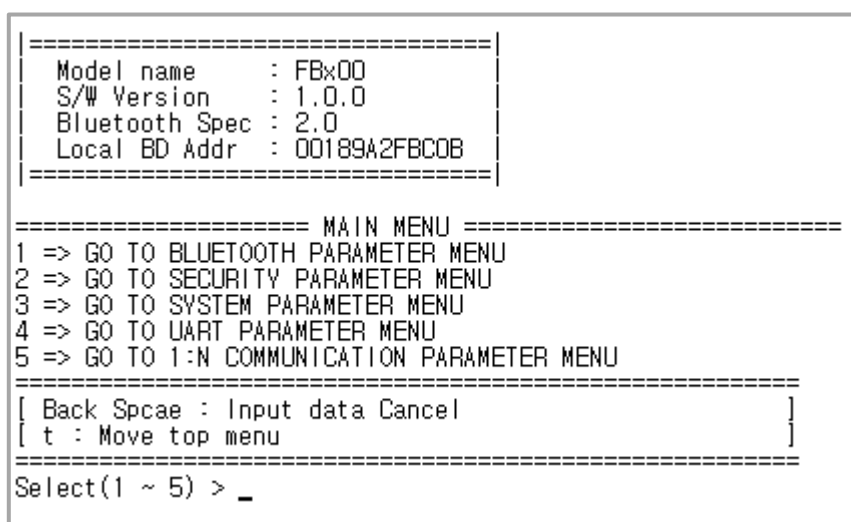 |=================================|
|  Model name     : FBx00         |
|  S/₩ Version    : 1.0.0         |
|  Bluetooth Spec : 2.0           |
|  Local BD Addr  : 00189A2FBC0B  |
|=================================|
===================== MAIN MENU ===========================
1 => GO TO BLUETOOTH PARAMETER MENU
2 => GO TO SECURITY PARAMETER MENU
3 => GO TO SYSTEM PARAMETER MENU
4 => GO TO UART PARAMETER MENU
5 => GO TO 1:N COMMUNICATION PARAMETER MENU
========================================================
[ Back Spcae : Input data Cancel                       ]
[ t : Move top menu                                    ]
========================================================
Select(1 ~ 5) > _